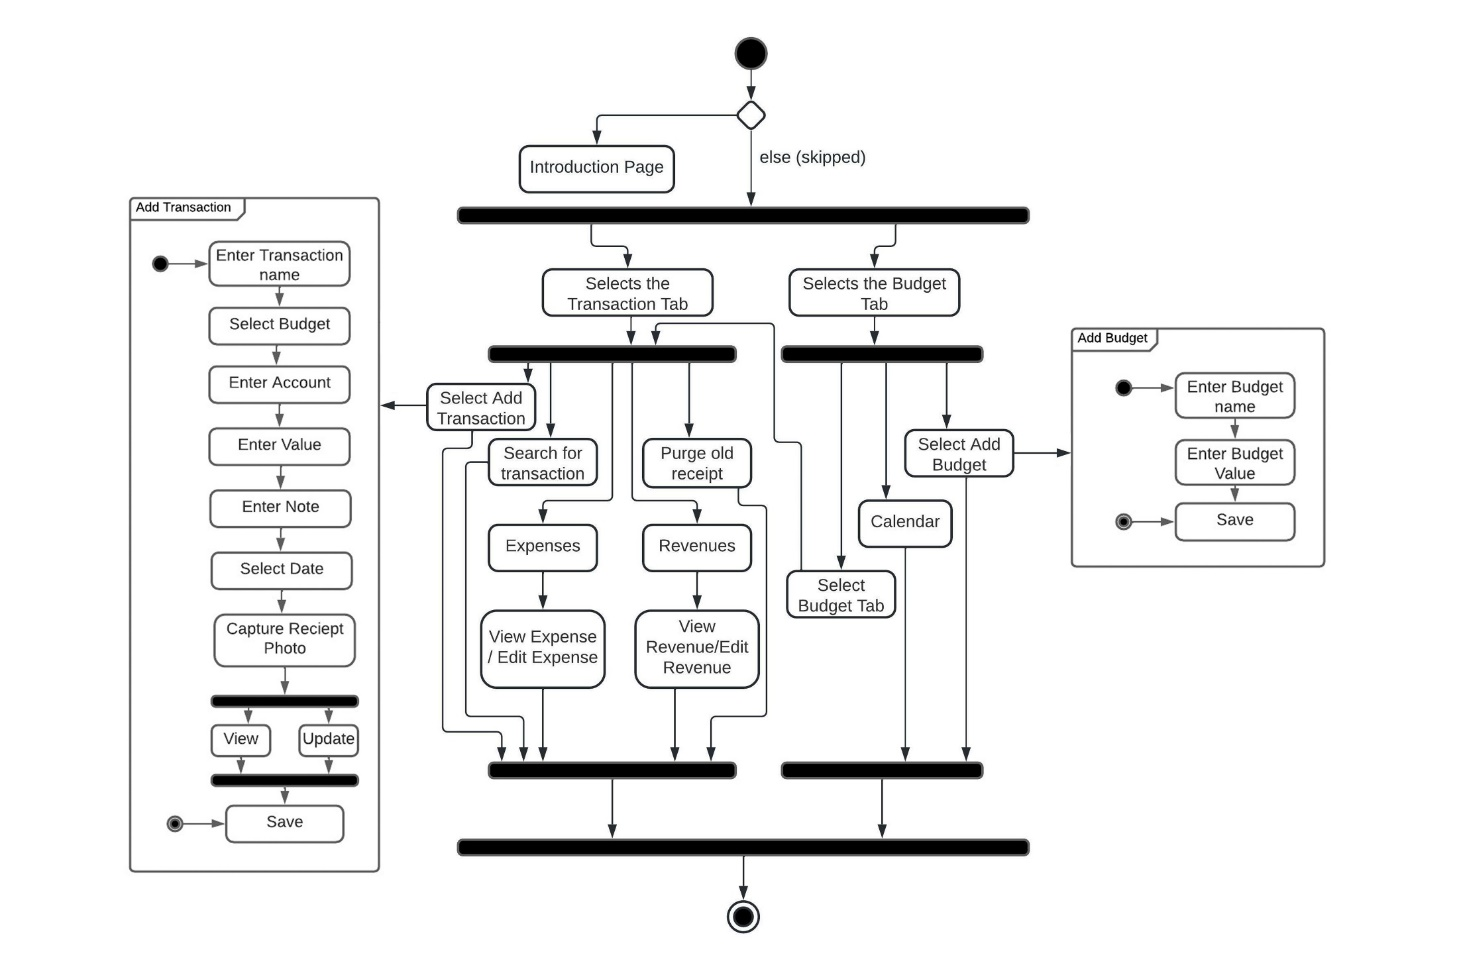 Introduction Page
else (skipped)
Add Transaction
Enter Transaction
name
Select Budget
Enter Account
Enter Value
Enter Note
Select Date
Capture Reciept
Photo
View
Update
Save
Selects the
Transaction Tab
Selects the Budget
Tab
Select Add
Transaction
Search for
transaction
Purge old
receipt
Expenses
Revenues
View Expense
/ Edit Expense
View
Revenue/Edit
Revenue
Select Add
Budget
Calendar
Select
Budget Tab
Add Budget
Enter Budget
name
Enter Budget
Value
Save